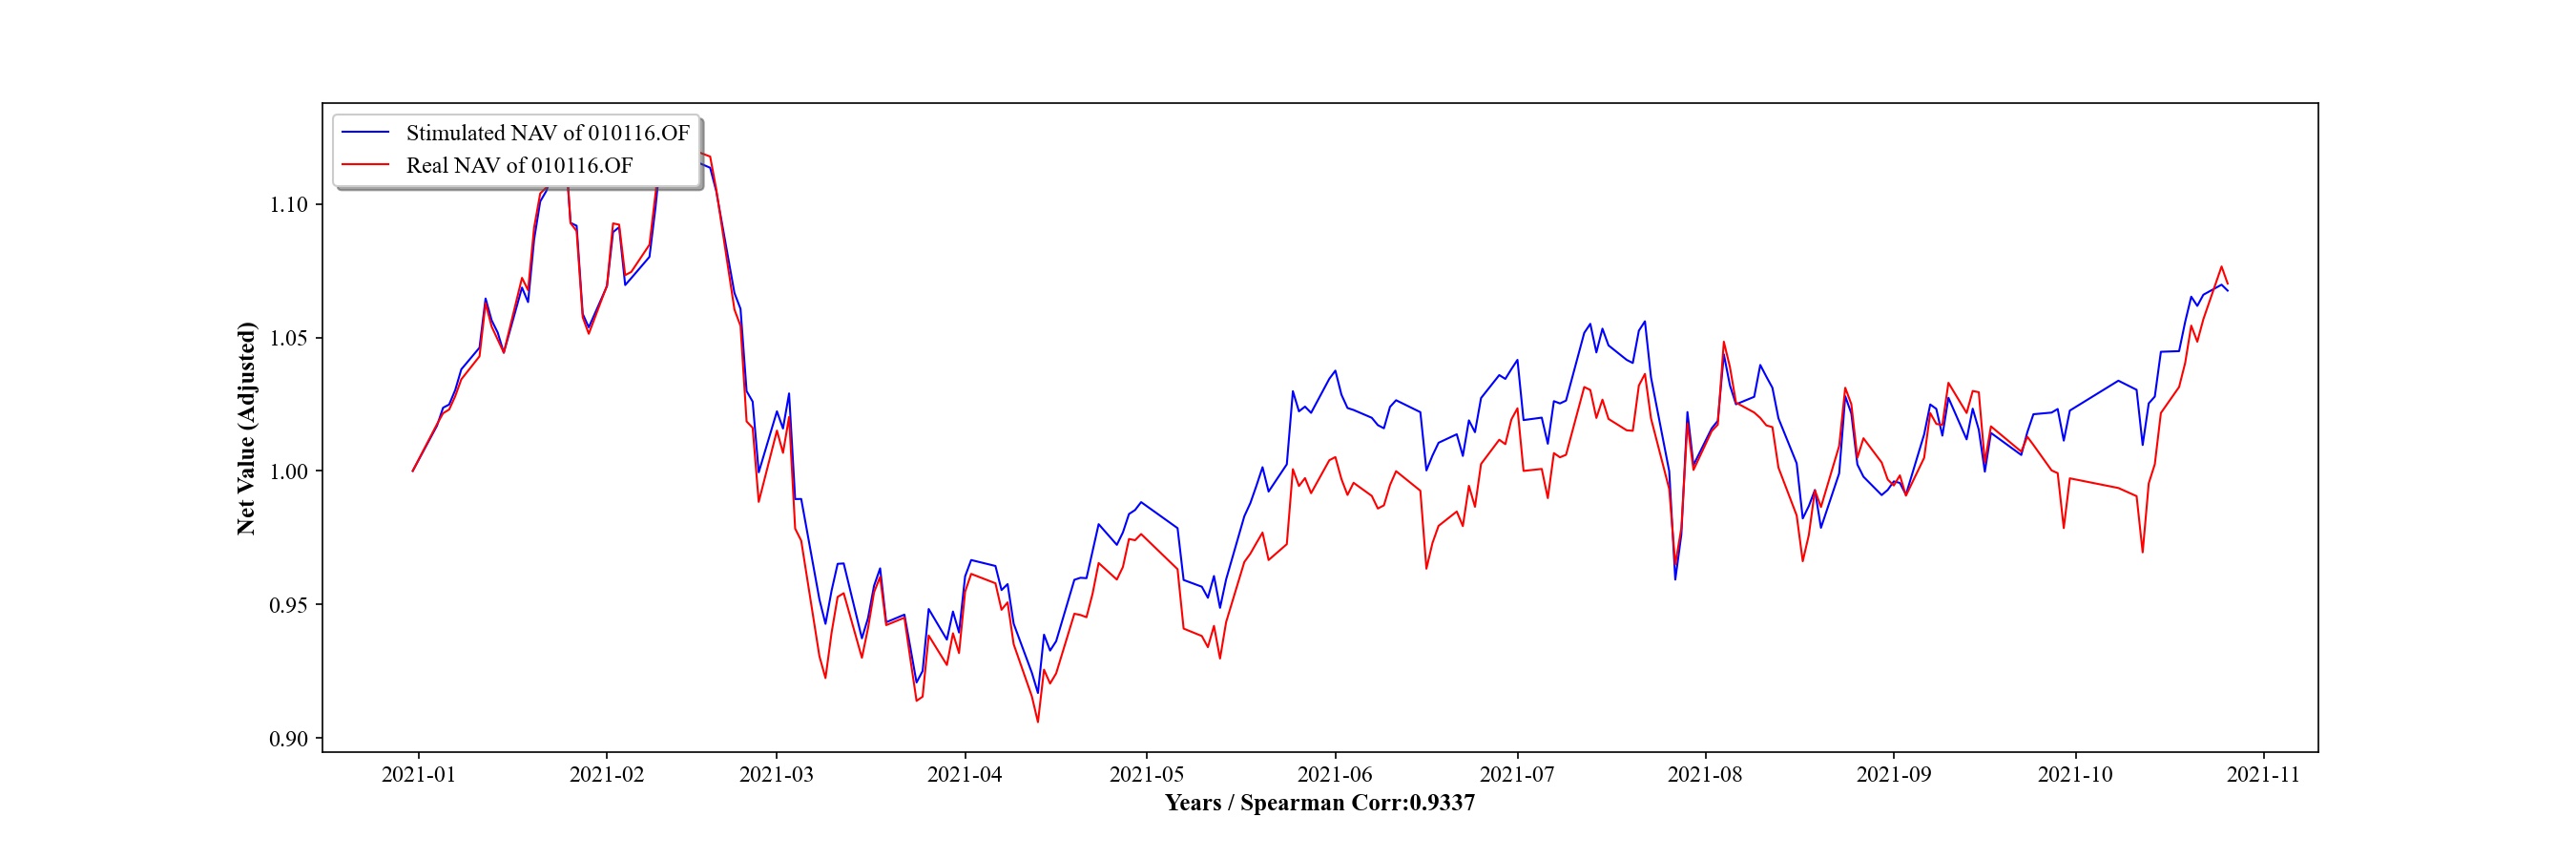 Stimulated NAV of 010116.OF
Real NAV of 010116.OF
Net Value (Adjusted)
1.10
1.05
1.00
0.95
0.90
2021-01 2021-02 2021-03 2021-04 2021-05 2021-06 2021-07 2021-08 2021-09 2021-10 2021-11
Years / Spearman Corr:0.9337